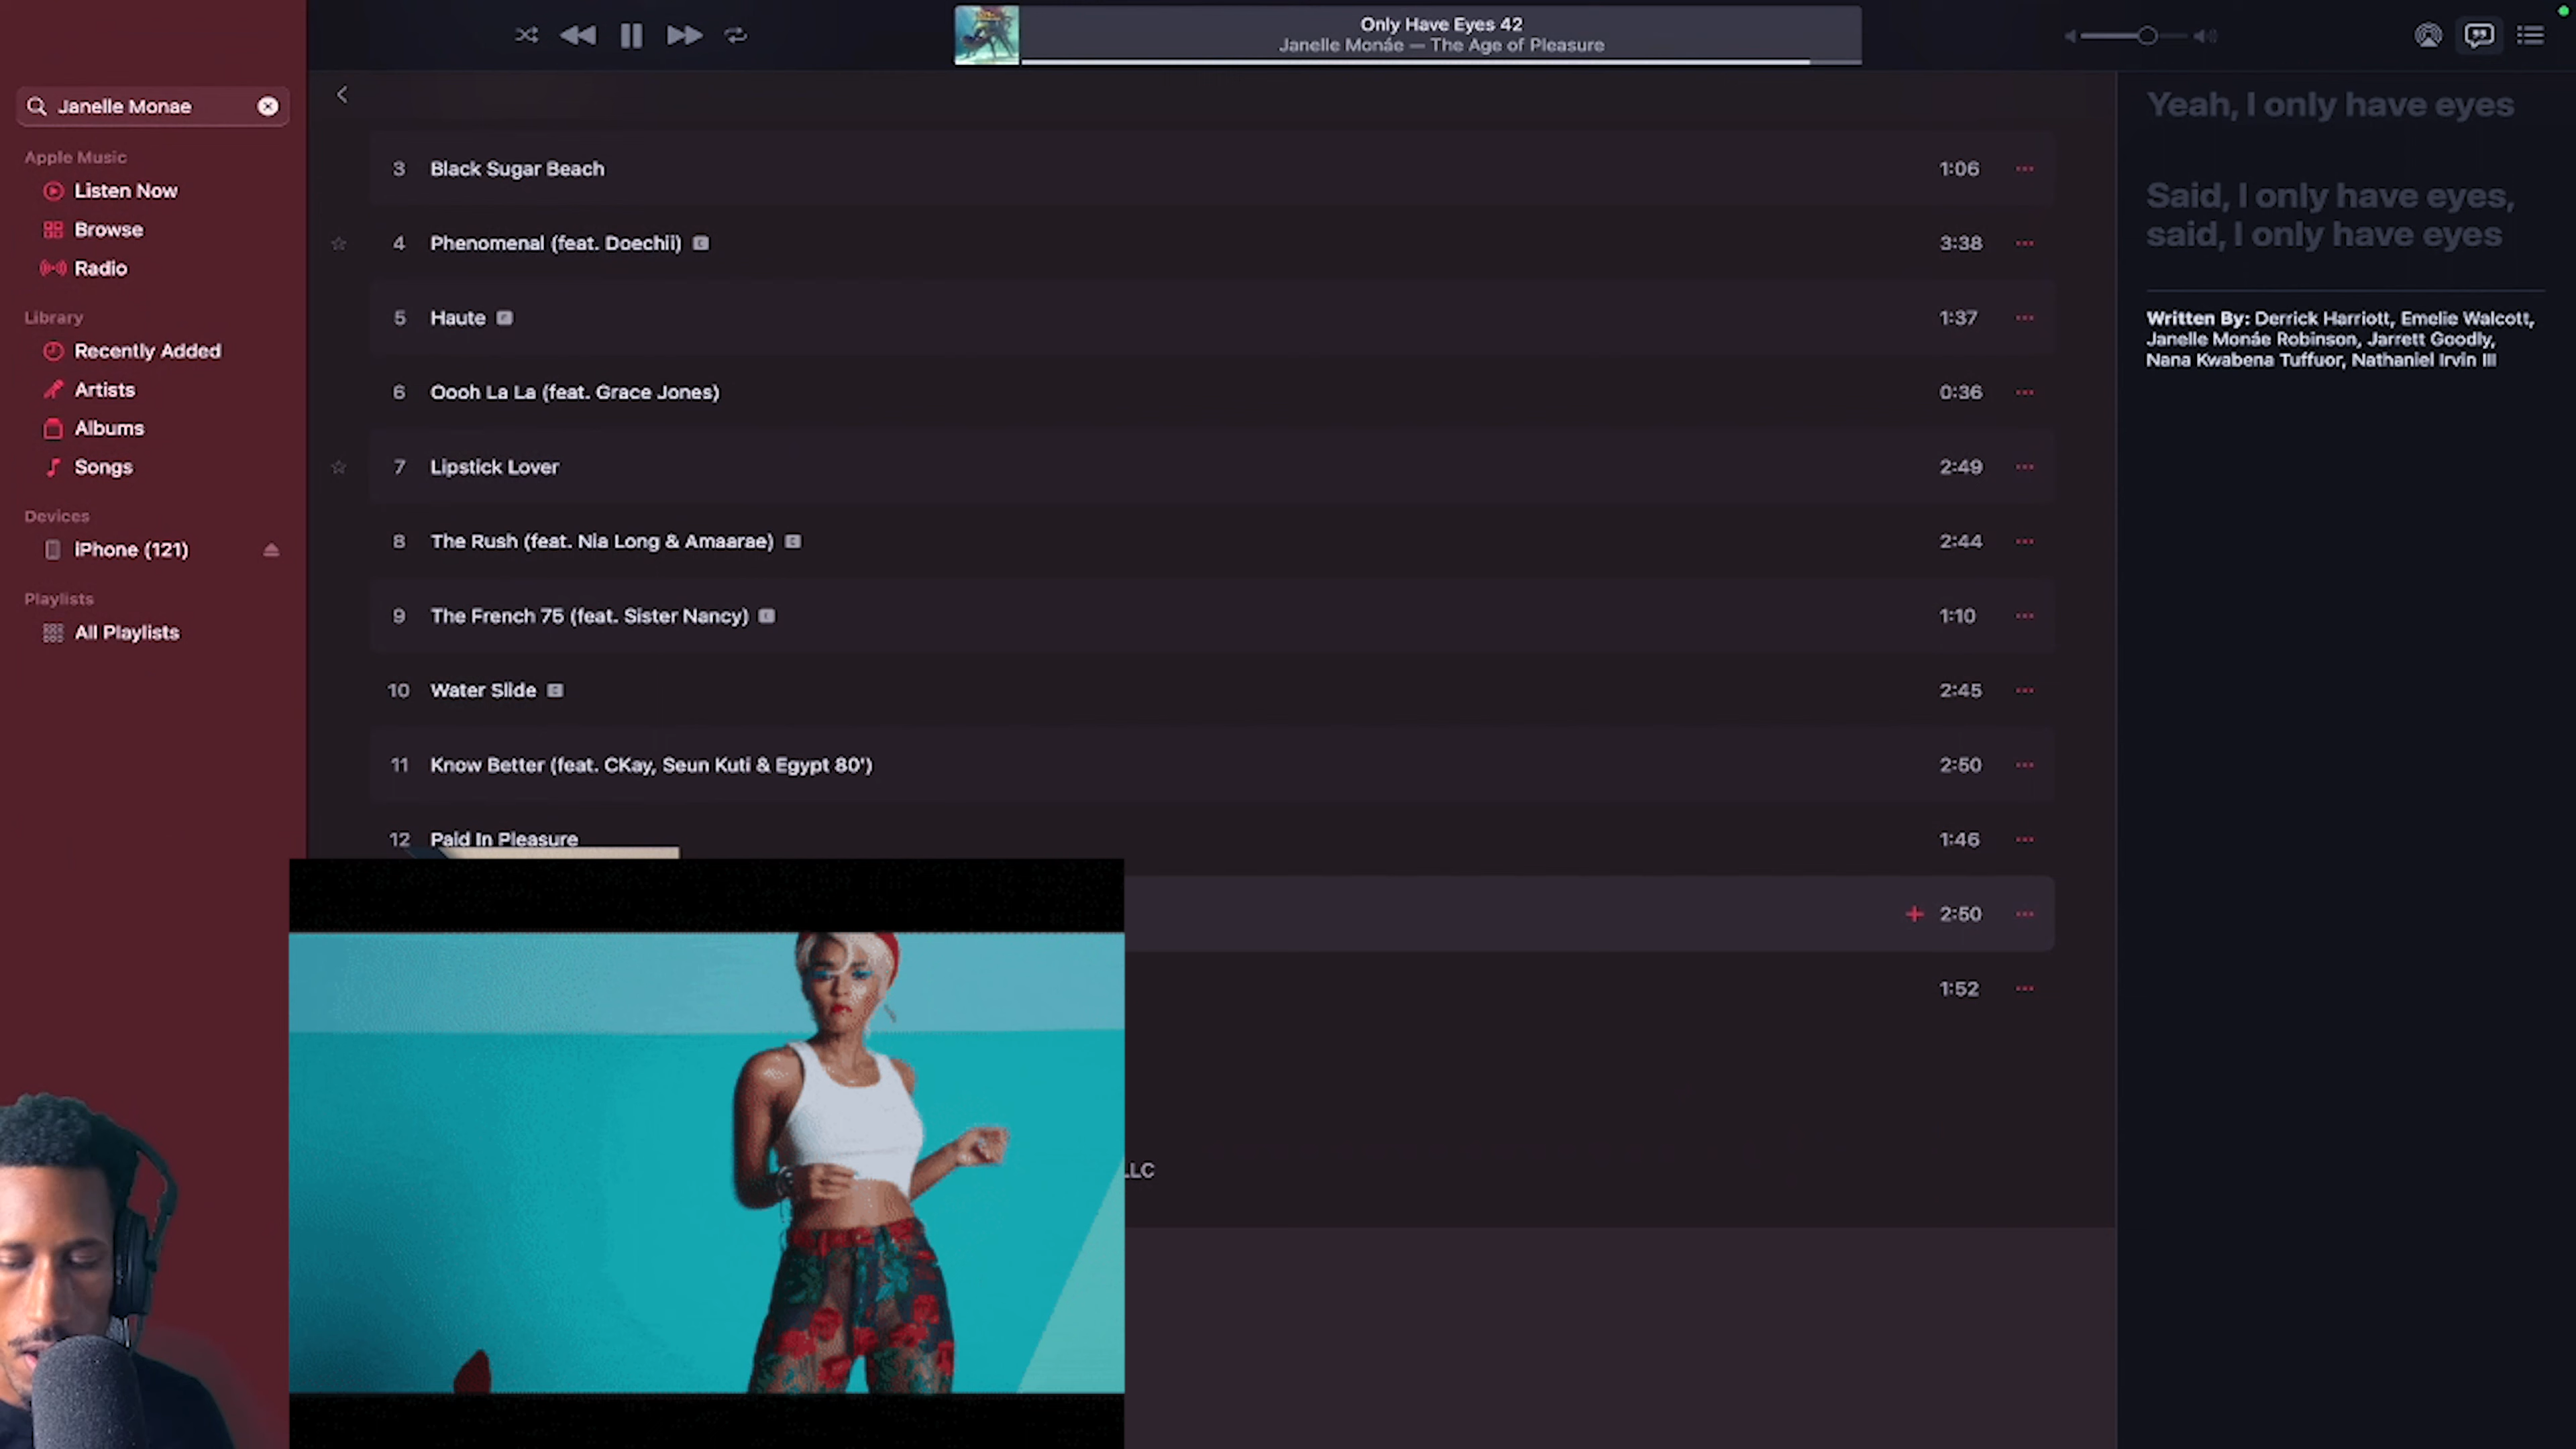 Only Have Eyes 42
Janelle Monáe — The Age of Pleasure
Janelle Monae
Apple Music
Listen Now
Browse
Radio
Library
Recently Added
Artists
Albums
Songs
Devices
iPhone (121)
Playlists
All Playlists
3 Black Sugar Beach 1:06
4 Phenomenal (feat. Doechii) E 3:38
5 Haute E 1:37
6 Oooh La La (feat. Grace Jones) 0:36
7 Lipstick Lover 2:49
8 The Rush (feat. Nia Long & Amaarae) E 2:44
9 The French 75 (feat. Sister Nancy) E 1:10
10 Water Slide E 2:45
11 Know Better (feat. CKay, Seun Kuti & Egypt 80') 2:50
12 Paid In Pleasure 1:46
2:50
1:52
LLC
Yeah, I only have eyes
Said, I only have eyes,
said, I only have eyes
Written By: Derrick Harriott, Emelie Walcott,
Janelle Monáe Robinson, Jarrett Goodly,
Nana Kwabena Tuffuor, Nathaniel Irvin III